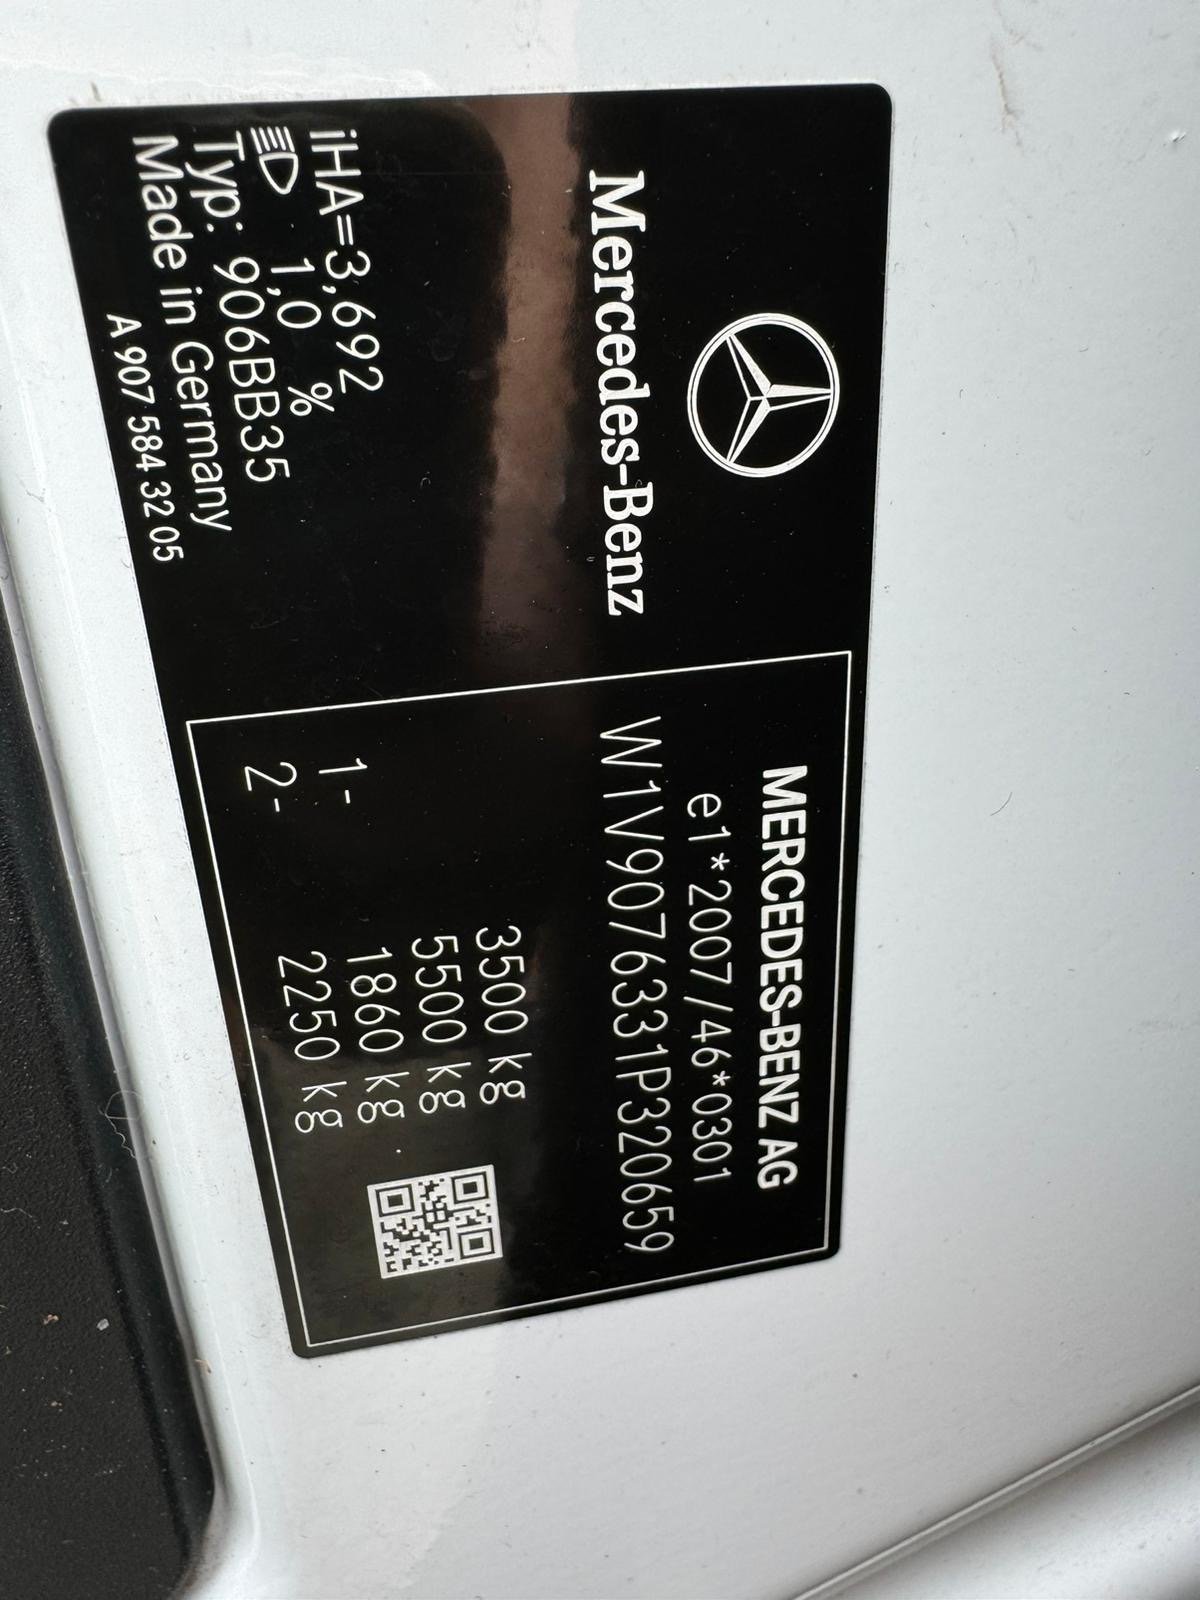 Mercedes-Benz
iHA=3,692
1,0 %
Typ: 906BB35
Made in Germany
A 907 584 32 05
MERCEDES-BENZ AG
e1*2007/46*0301
W1V9076331P320659
3500 kg
5500 kg
1- 1860 kg
2- 2250 kg